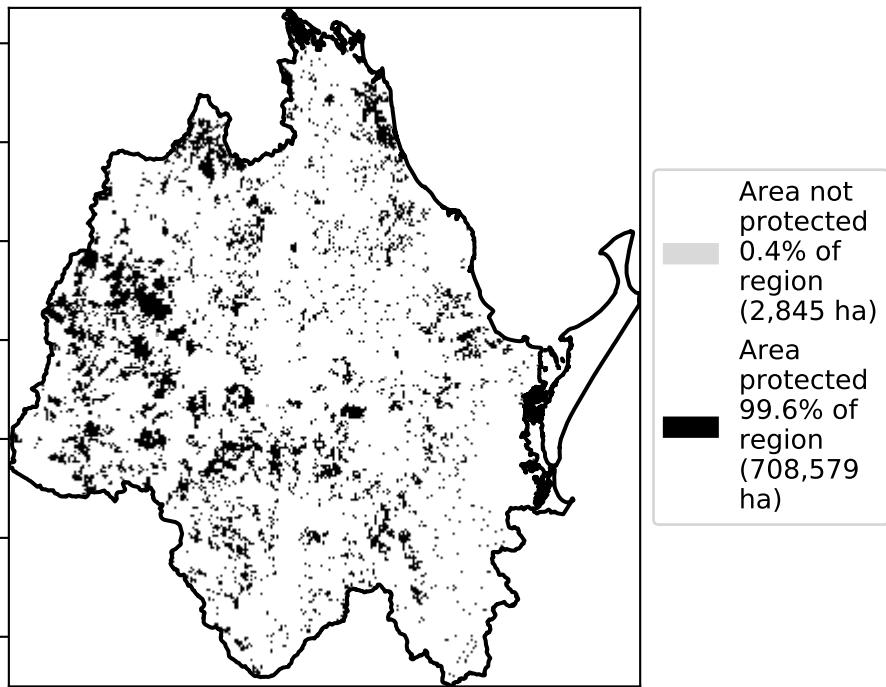 Area not
protected
0.4% of
region
(2,845 ha)
Area
protected
99.6% of
region
(708,579
ha)